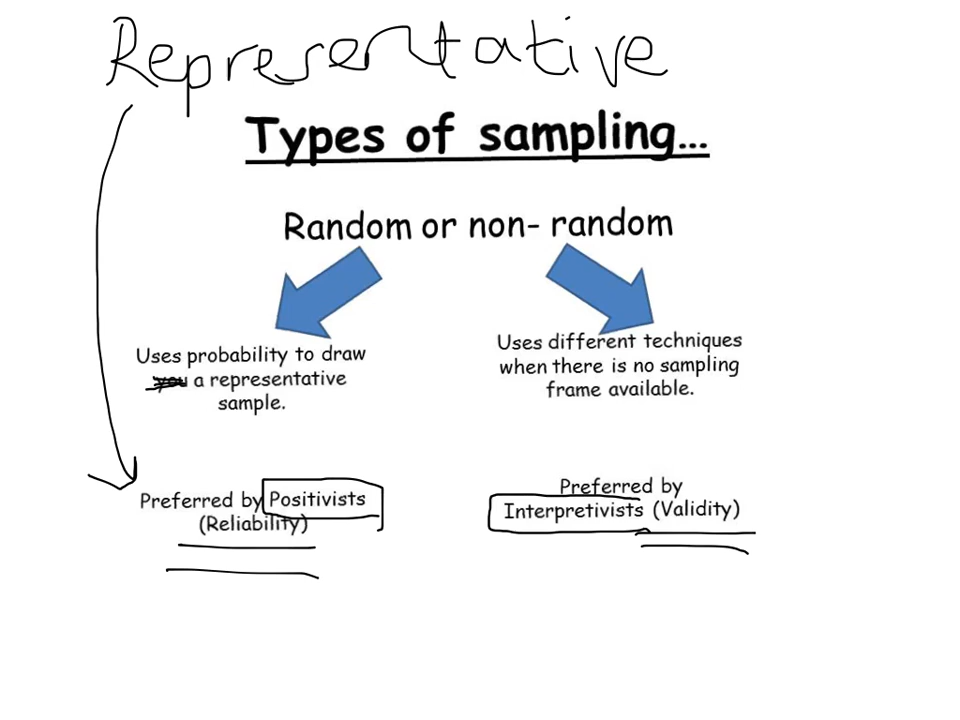 Representative
Types of sampling...
Random or non- random
Uses probability to draw
you a representative
sample.
Uses different techniques
when there is no sampling
frame available.
Preferred by Positivists
(Reliability)
Preferred by
Interpretivists (Validity)